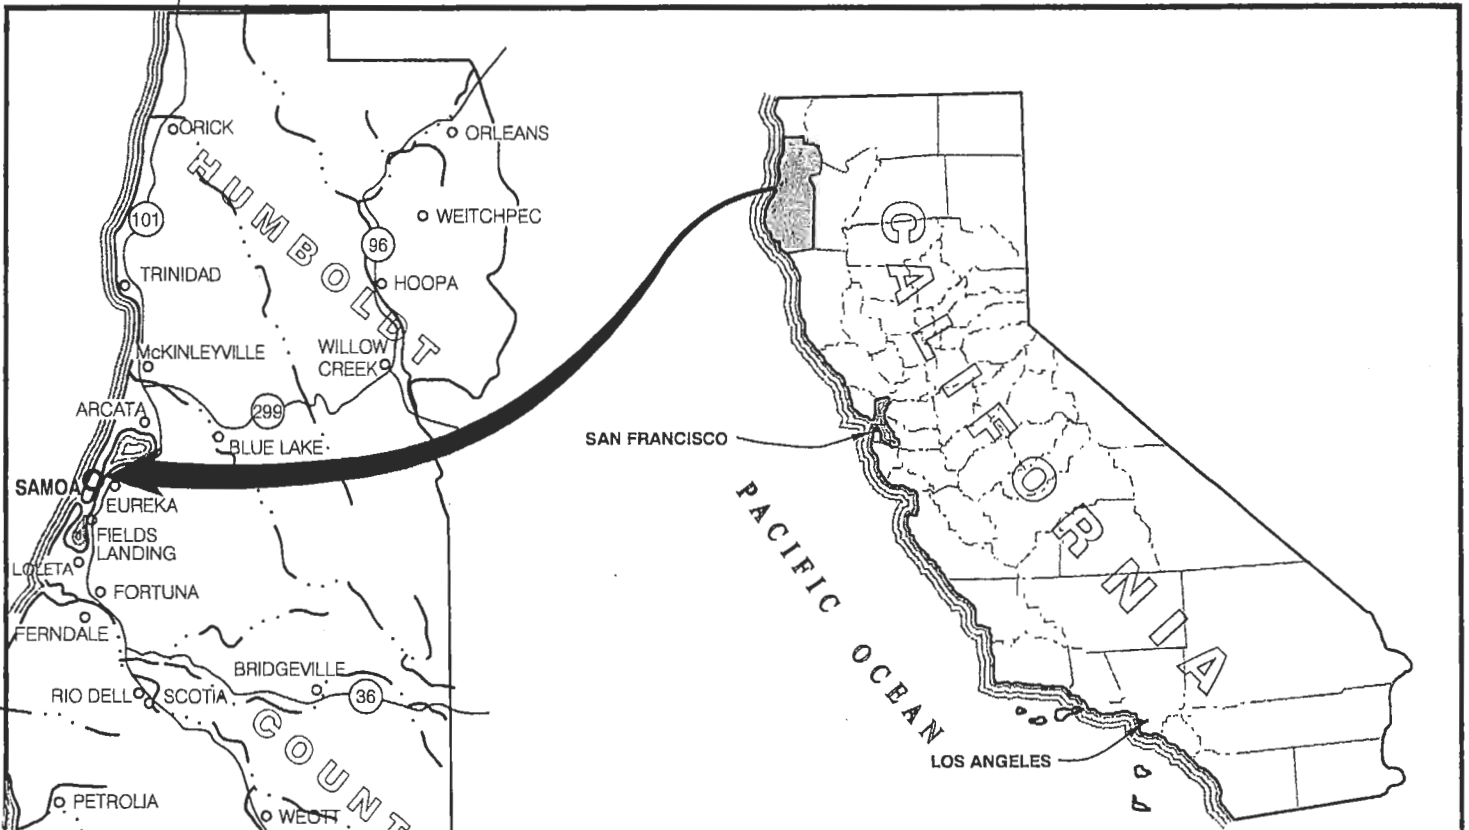 ORICK
ORLEANS
HUMBOLDT
101
WEITCHPEC
96
TRINIDAD
HOOPA
McKINLEYVILLE
WILLOW
CREEK
299
ARCATA
BLUE LAKE
SAMOA
EUREKA
FIELDS
LANDING
LOLETA
FORTUNA
FERNDALE
BRIDGEVILLE
RIO DELL
SCOTIA
36
COUNT
PETROLIA
WEOTT
CALIFORNIA
SAN FRANCISCO
PACIFIC OCEAN
LOS ANGELES